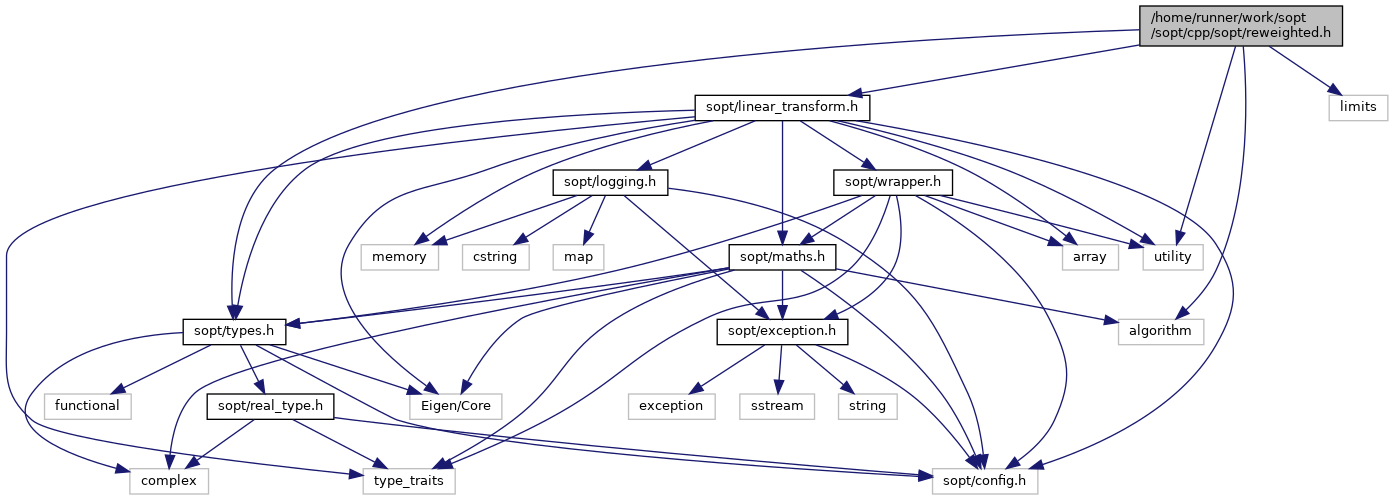 /home/runner/work/sopt
/sopt/cpp/sopt/reweighted.h
sopt/linear_transform.h
limits
sopt/logging.h
sopt/wrapper.h
memory
cstring
map
sopt/maths.h
array
utility
sopt/types.h
sopt/exception.h
algorithm
functional
sopt/real_type.h
Eigen/Core
exception
sstream
string
complex
type_traits
sopt/config.h